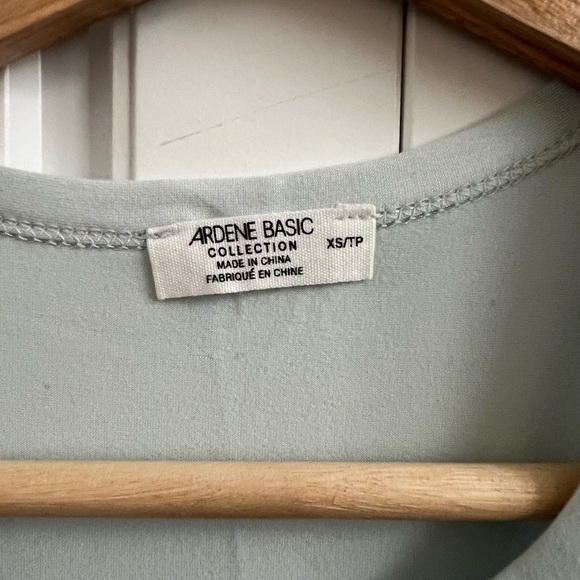 ARDENE BASIC
COLLECTION XS/TP
MADE IN CHINA
FABRIQUÉ EN CHINE